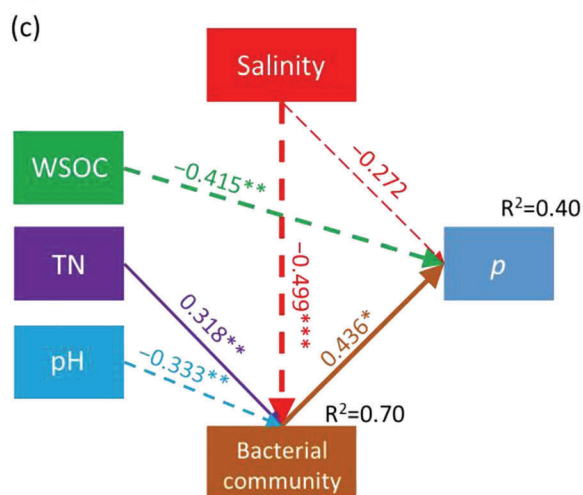 (c)
Salinity
WSOC
−0.415**
−0.272
R²=0.40
TN
p
−0.499***
0.318**
0.436*
pH
−0.333**
R²=0.70
Bacterial
community